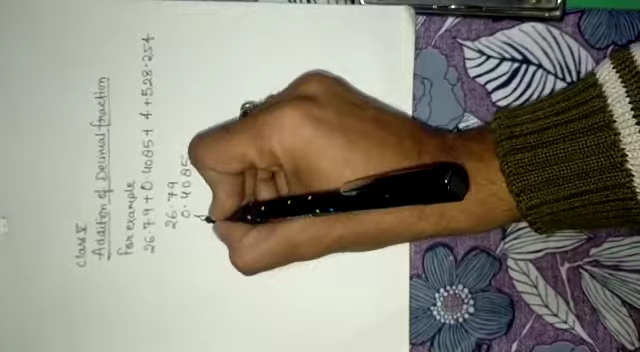 Class V
Addition of Decimal fraction
For example
26.79+0.4085+4+528.254
26.79
0.4085